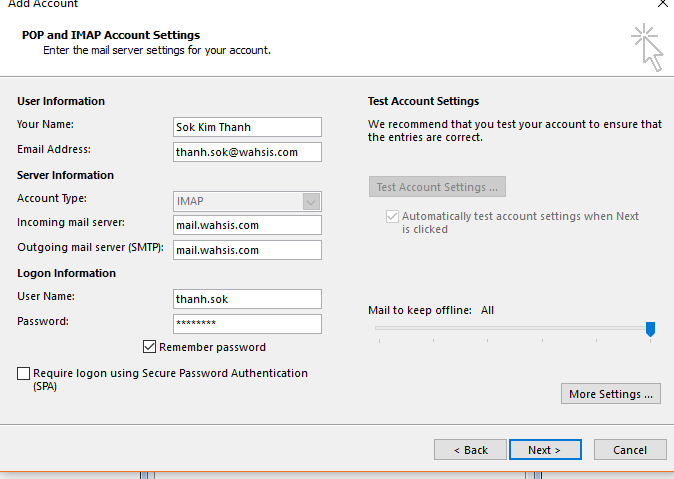 Add Account
POP and IMAP Account Settings
Enter the mail server settings for your account.
User Information
Your Name: Sok Kim Thanh
Email Address: thanh.sok@wahsis.com
Server Information
Account Type: IMAP
Incoming mail server: mail.wahsis.com
Outgoing mail server (SMTP): mail.wahsis.com
Logon Information
User Name: thanh.sok
Password: ********
Remember password
Require logon using Secure Password Authentication
(SPA)
Test Account Settings
We recommend that you test your account to ensure that
the entries are correct.
Test Account Settings ...
Automatically test account settings when Next
is clicked
Mail to keep offline: All
More Settings ...
< Back
Next >
Cancel